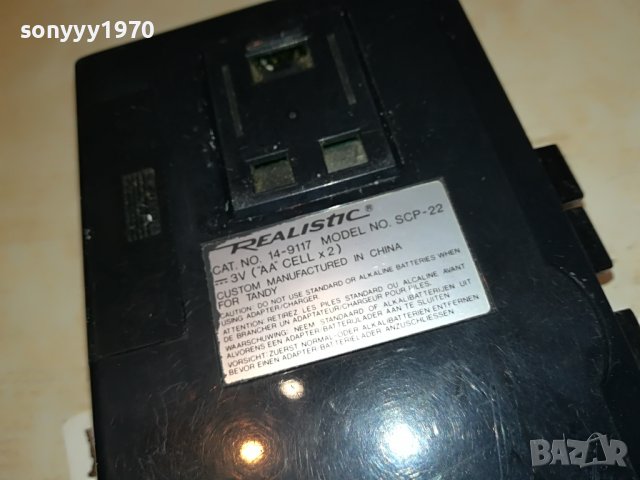 sonyyy1970
REALISTIC®
CAT. NO. 14-9117 MODEL NO. SCP-22
3V ("AA" CELL x 2)
CUSTOM MANUFACTURED IN CHINA
FOR TANDY
CAUTION: DO NOT USE STANDARD OR ALKALINE BATTERIES WHEN
USING ADAPTER/CHARGER.
ATTENTION: RETIREZ LES PILES STANDARD OU ALCALINE AVANT
DE BRANCHER UN ADAPTATEUR/CHARGEUR POUR PILES.
WAARSCHUWING: NEEM STANDAARD OF ALKALIBATTERIJEN UIT
ALVORENS EEN ADAPTER/BATTERIJLADER AAN TE SLUITEN
VORSICHT: ZUERST NORMAL- ODER ALKALIBATTERIEN ENTFERNEN
BEVOR EINEN ADAPTER BATTERIELADER ANZUSCHLIESSEN
BAZAR